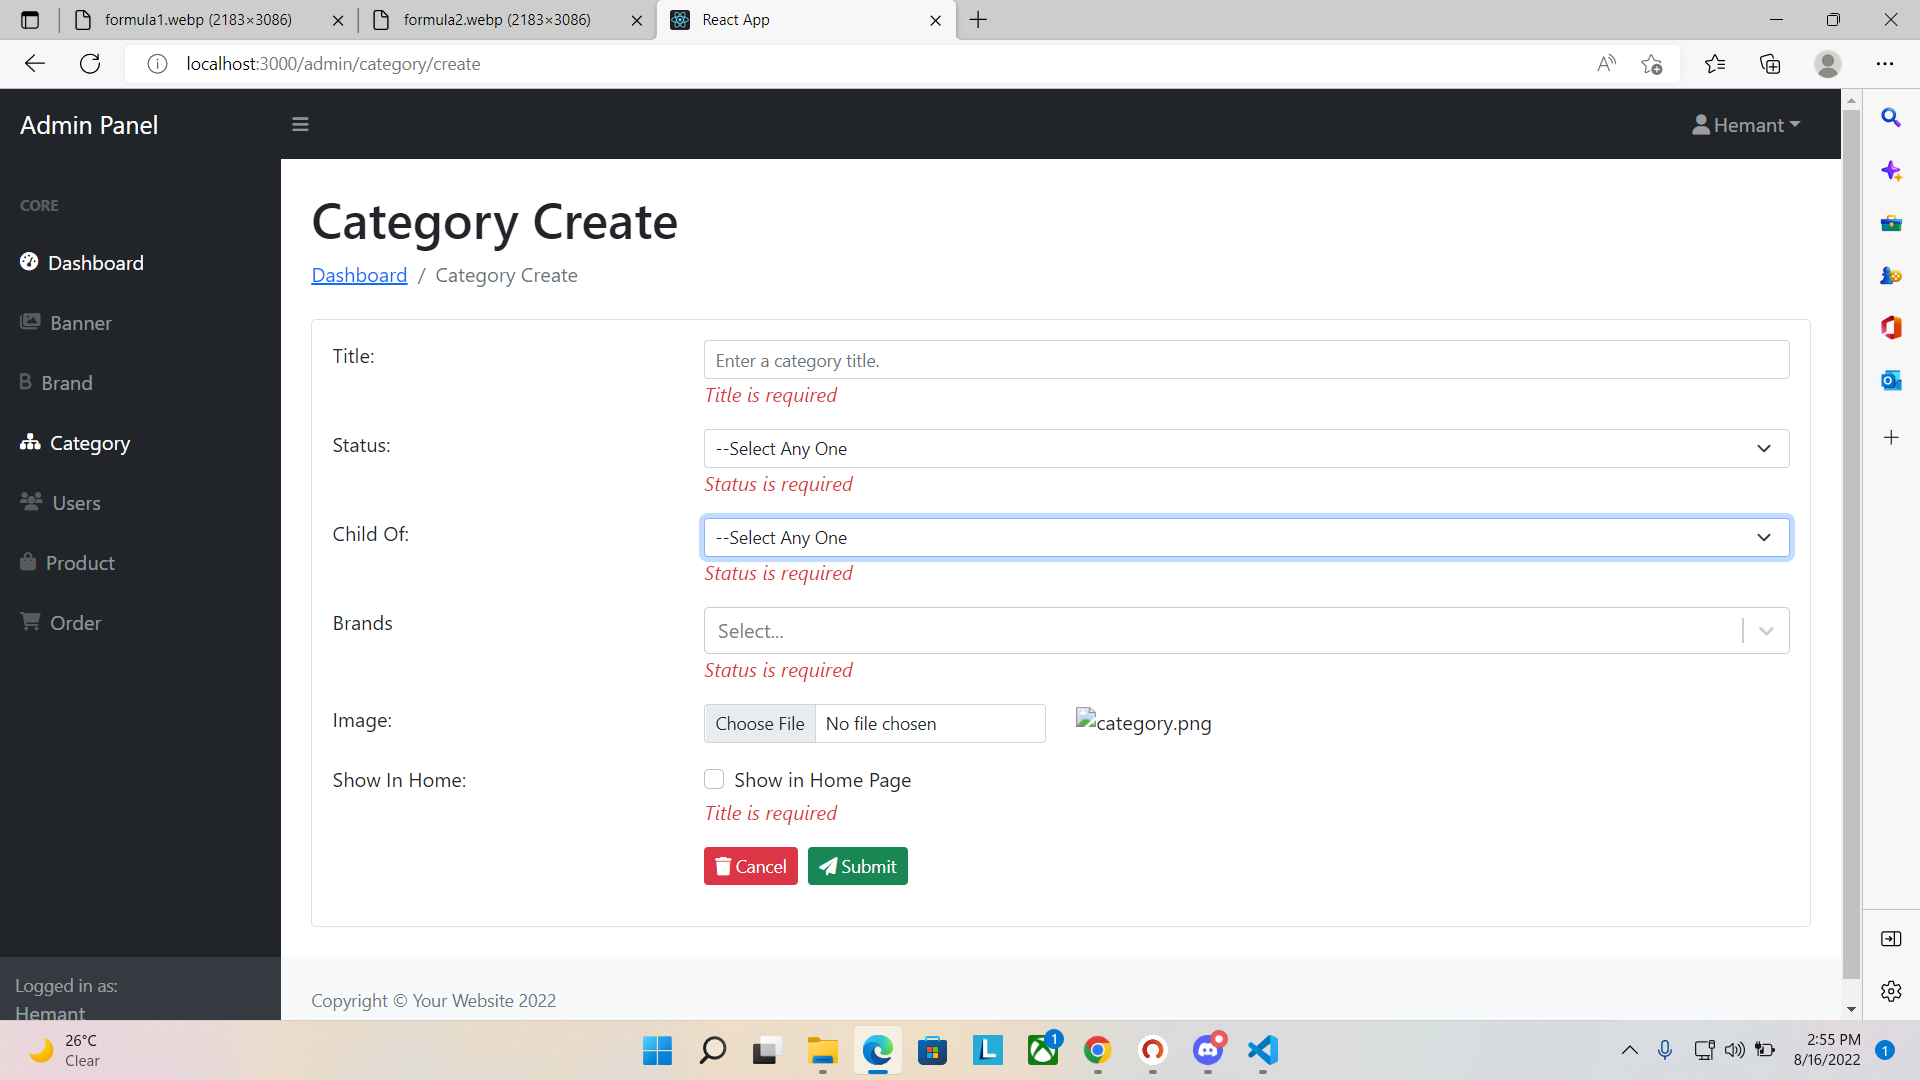 formula1.webp (2183×3086)
formula2.webp (2183×3086)
React App
localhost:3000/admin/category/create
Admin Panel
Hemant
CORE
Dashboard
Banner
B Brand
Category
Users
Product
Order
Logged in as:
Hemant
Category Create
Dashboard / Category Create
Title:
Enter a category title.
Title is required
Status:
--Select Any One
Status is required
Child Of:
--Select Any One
Status is required
Brands
Select...
Status is required
Image:
Choose File No file chosen
category.png
Show In Home:
Show in Home Page
Title is required
Cancel
Submit
Copyright © Your Website 2022
26°C
Clear
L
1
2:55 PM
8/16/2022
1